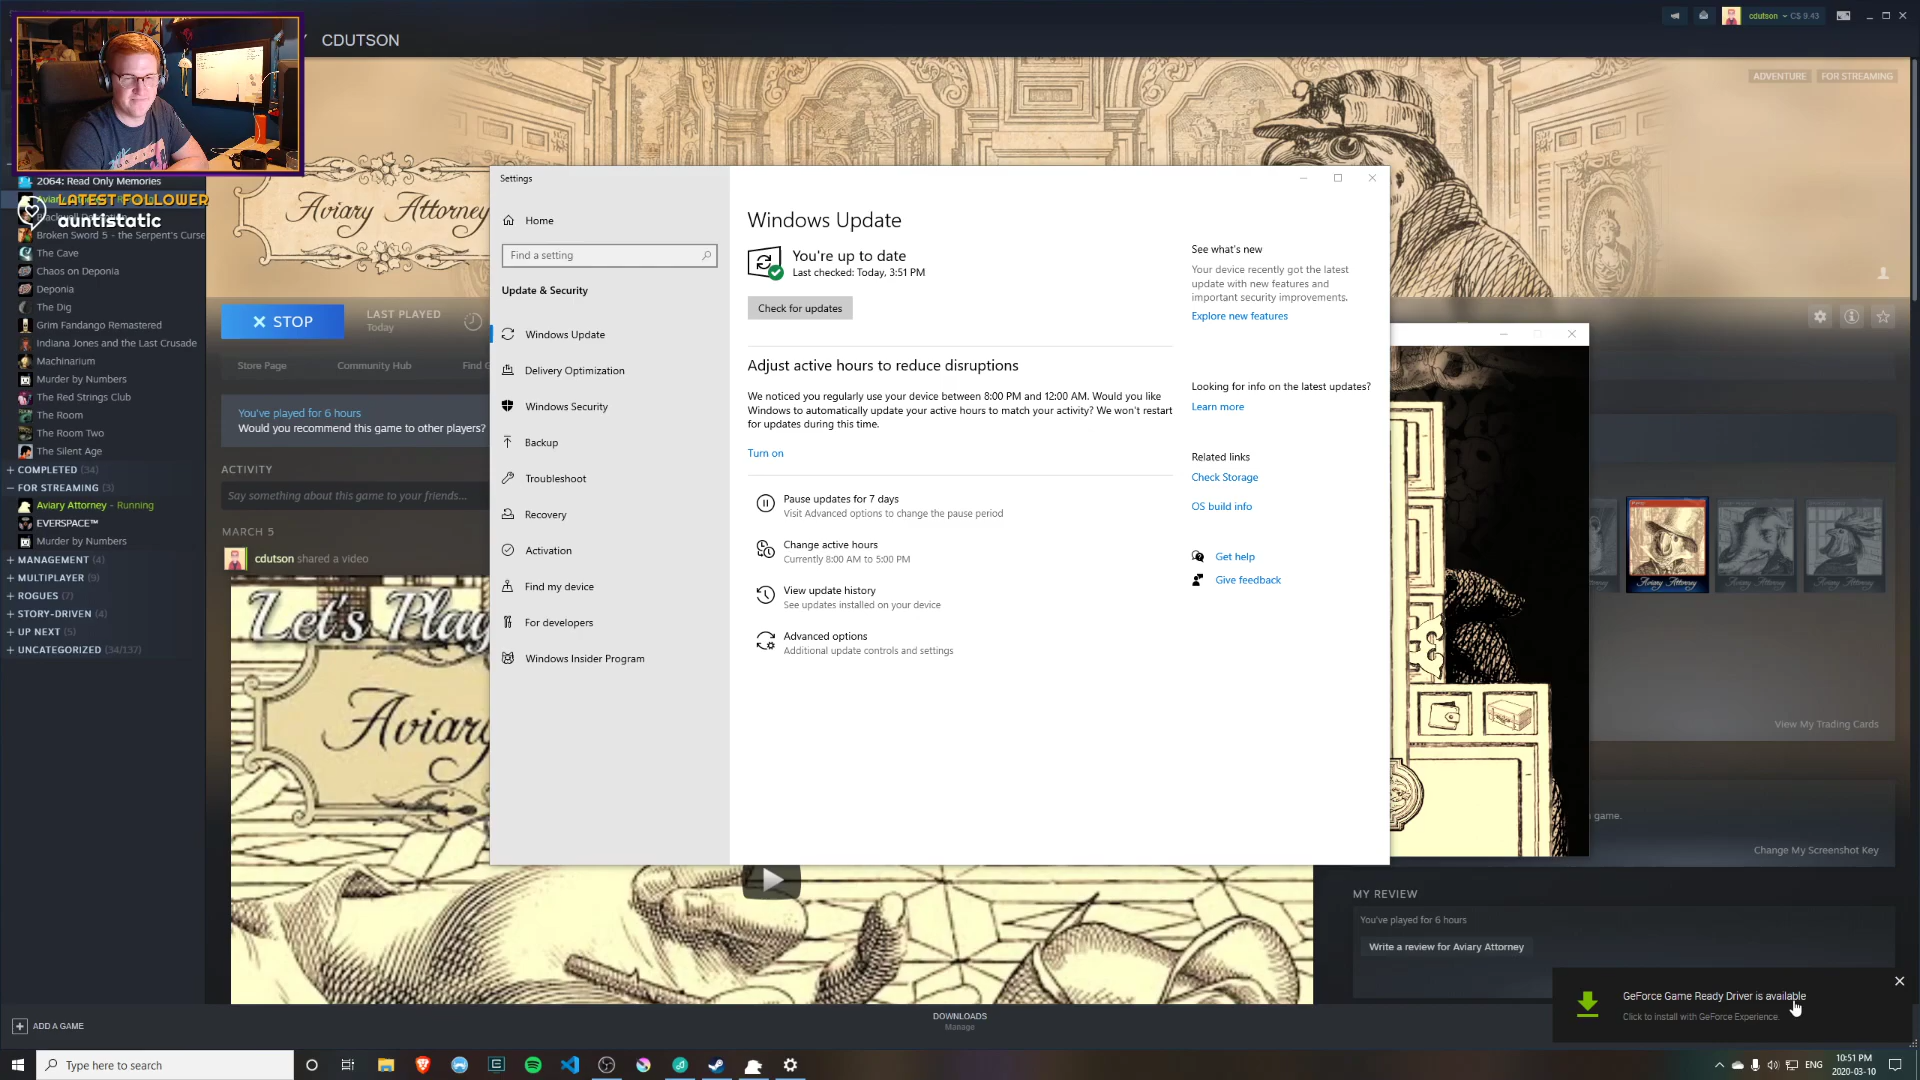 CDUTSON
cdutson
C$ 9.43
ADVENTURE
FOR STREAMING
2064: Read Only Memories
LATEST FOLLOWER
auntistatic
Broken Sword 5 - the Serpent's Curse
The Cave
Chaos on Deponia
Deponia
The Dig
Grim Fandango Remastered
Indiana Jones and the Last Crusade
Machinarium
Murder by Numbers
The Red Strings Club
The Room
The Room Two
The Silent Age
COMPLETED (34)
FOR STREAMING (3)
Aviary Attorney - Running
EVERSPACE™
Murder by Numbers
MANAGEMENT (4)
MULTIPLAYER (9)
ROGUES (7)
STORY-DRIVEN (4)
UP NEXT (5)
UNCATEGORIZED (34/137)
ADD A GAME
Aviary Attorney
STOP
LAST PLAYED
Today
Store Page
Community Hub
Find G
You've played for 6 hours
Would you recommend this game to other players?
ACTIVITY
Say something about this game to your friends...
MARCH 5
cdutson shared a video
Let's Play
Aviary
Settings
Home
Find a setting
Update & Security
Windows Update
Delivery Optimization
Windows Security
Backup
Troubleshoot
Recovery
Activation
Find my device
For developers
Windows Insider Program
Windows Update
You're up to date
Last checked: Today, 3:51 PM
Check for updates
Adjust active hours to reduce disruptions
We noticed you regularly use your device between 8:00 PM and 12:00 AM. Would you like
Windows to automatically update your active hours to match your activity? We won't restart
for updates during this time.
Turn on
Pause updates for 7 days
Visit Advanced options to change the pause period
Change active hours
Currently 8:00 AM to 5:00 PM
View update history
See updates installed on your device
Advanced options
Additional update controls and settings
See what's new
Your device recently got the latest
update with new features and
important security improvements.
Explore new features
Looking for info on the latest updates?
Learn more
Related links
Check Storage
OS build info
Get help
Give feedback
Aviary Attorney
View My Trading Cards
game.
Change My Screenshot Key
MY REVIEW
You've played for 6 hours
Write a review for Aviary Attorney
GeForce Game Ready Driver is available
Click to install with GeForce Experience.
DOWNLOADS
Manage
Type here to search
ENG
10:51 PM
2020-03-10